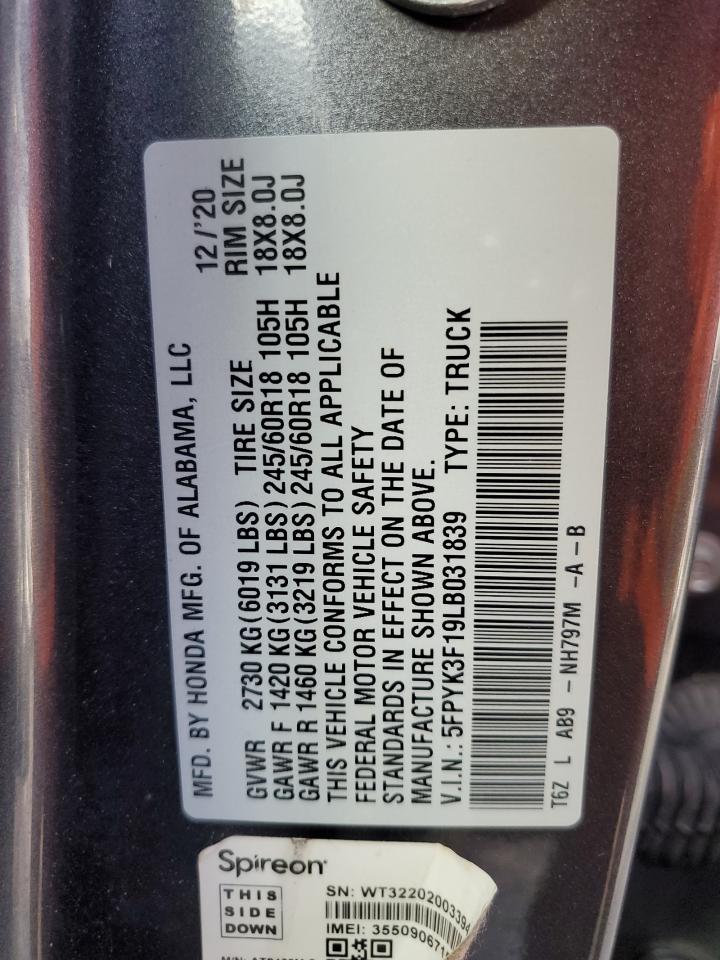 MFD. BY HONDA MFG. OF ALABAMA, LLC 12/'20
GVWR 2730 KG(6019 LBS) TIRE SIZE RIM SIZE
GAWR F 1420 KG(3131 LBS) 245/60R18 105H 18X8.0J
GAWR R 1460 KG(3219 LBS) 245/60R18 105H 18X8.0J
THIS VEHICLE CONFORMS TO ALL APPLICABLE
FEDERAL MOTOR VEHICLE SAFETY
STANDARDS IN EFFECT ON THE DATE OF
MANUFACTURE SHOWN ABOVE.
V.I.N.: 5FPYK3F19LB031839 TYPE: TRUCK
T6Z L AB9 -NH797M -A-B
Spireon
THIS
SIDE
DOWN
SN: WT32202003394
IMEI: 355090671